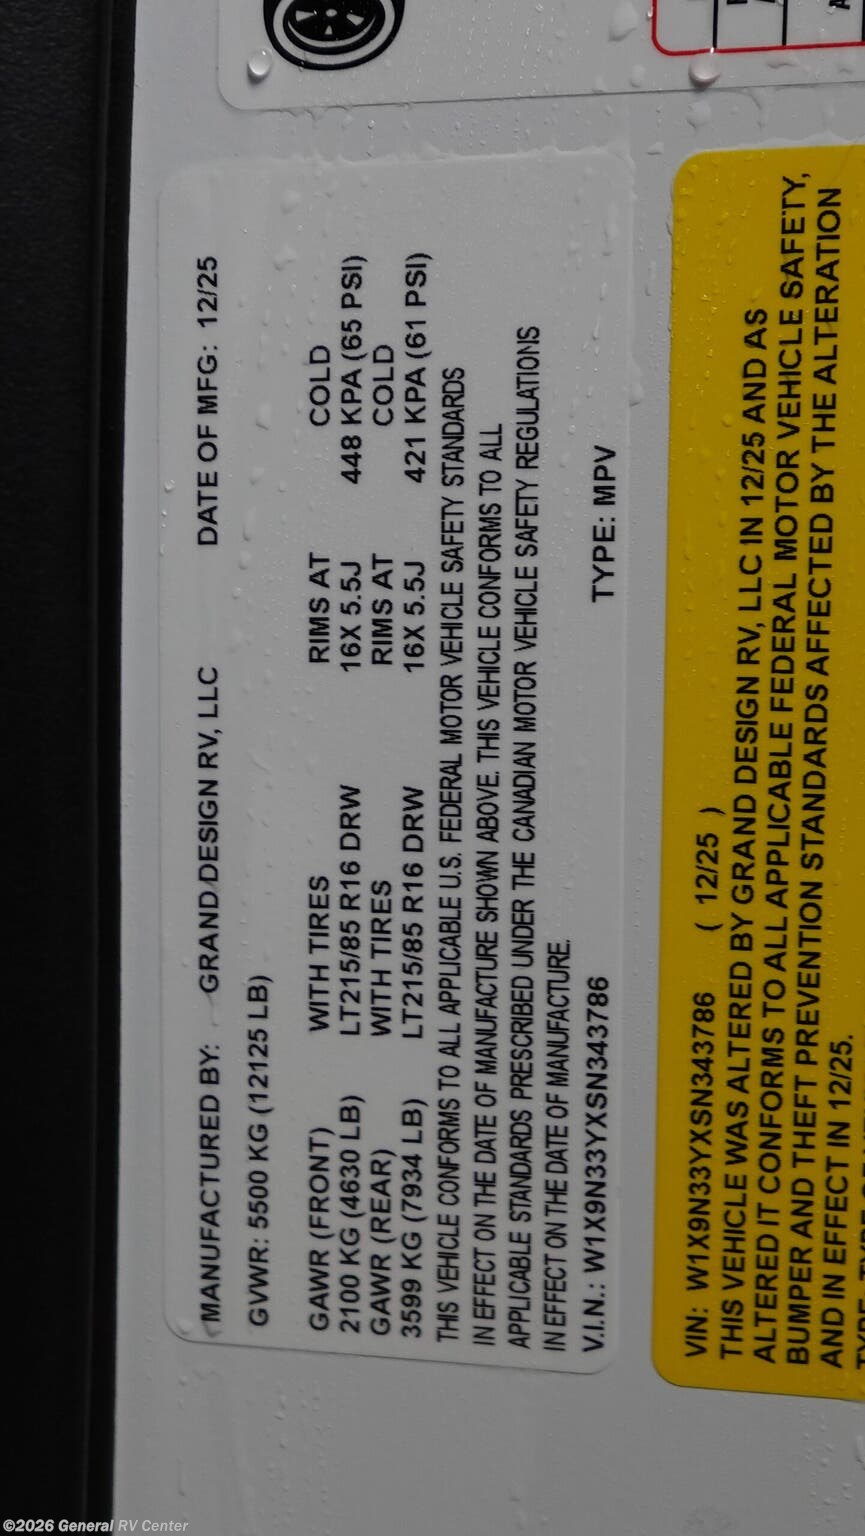 MANUFACTURED BY: GRAND DESIGN RV, LLC DATE OF MFG: 12/25
GVWR: 5500 KG (12125 LB)
GAWR (FRONT) WITH TIRES RIMS AT COLD
2100 KG (4630 LB) LT215/85 R16 DRW 16X 5.5J 448 KPA (65 PSI)
GAWR (REAR) WITH TIRES RIMS AT COLD
3599 KG (7934 LB) LT215/85 R16 DRW 16X 5.5J 421 KPA (61 PSI)
THIS VEHICLE CONFORMS TO ALL APPLICABLE U.S. FEDERAL MOTOR VEHICLE SAFETY STANDARDS
IN EFFECT ON THE DATE OF MANUFACTURE SHOWN ABOVE. THIS VEHICLE CONFORMS TO ALL
APPLICABLE STANDARDS PRESCRIBED UNDER THE CANADIAN MOTOR VEHICLE SAFETY REGULATIONS
IN EFFECT ON THE DATE OF MANUFACTURE.
V.I.N.: W1X9N33YXSN343786 TYPE: MPV
VIN: W1X9N33YXSN343786 ( 12/25 )
THIS VEHICLE WAS ALTERED BY GRAND DESIGN RV, LLC IN 12/25 AND AS
ALTERED IT CONFORMS TO ALL APPLICABLE FEDERAL MOTOR VEHICLE SAFETY,
BUMPER AND THEFT PREVENTION STANDARDS AFFECTED BY THE ALTERATION
AND IN EFFECT IN 12/25.
©2026 General RV Center